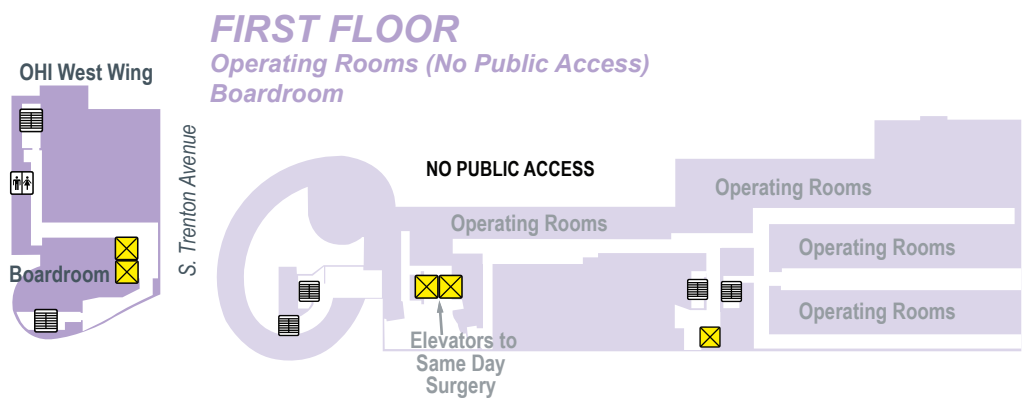 FIRST FLOOR
Operating Rooms (No Public Access)
Boardroom
OHI West Wing
S. Trenton Avenue
NO PUBLIC ACCESS
Operating Rooms
Operating Rooms
Operating Rooms
Boardroom
Operating Rooms
Elevators to
Same Day
Surgery